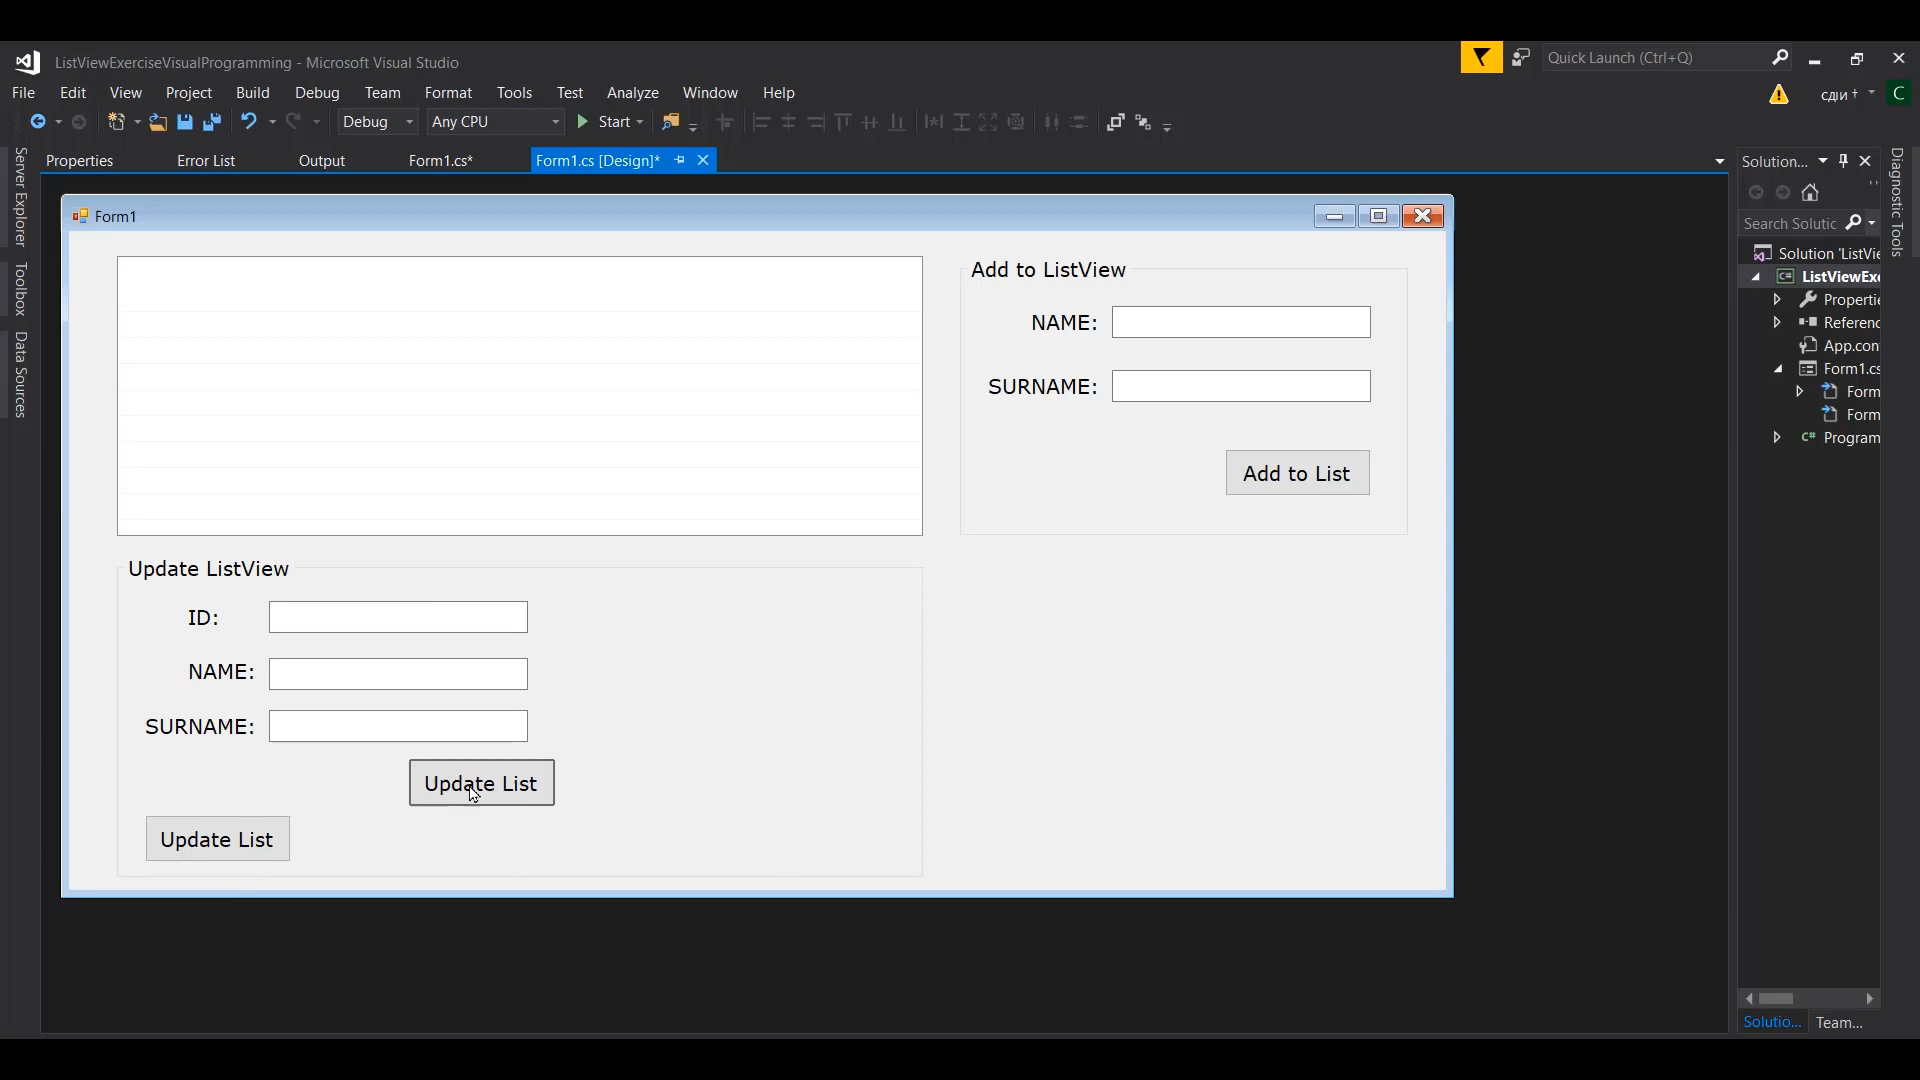 ListViewExerciseVisualProgramming - Microsoft Visual Studio
Quick Launch (Ctrl+Q)
File Edit View Project Build Debug Team Format Tools Test Analyze Window Help
сдıи †
C
Debug Any CPU Start
Properties Error List Output Form1.cs* Form1.cs [Design]*
Solution...
Server Explorer
Toolbox
Data Sources
Diagnostic Tools
Form1
Add to ListView
NAME:
SURNAME:
Add to List
Update ListView
ID:
NAME:
SURNAME:
Update List
Update List
Search Solutic
Solution 'ListVie
C# ListViewExe
Propertie
Referenc
App.con
Form1.cs
Form
Form
C# Program
Solutio... Team...